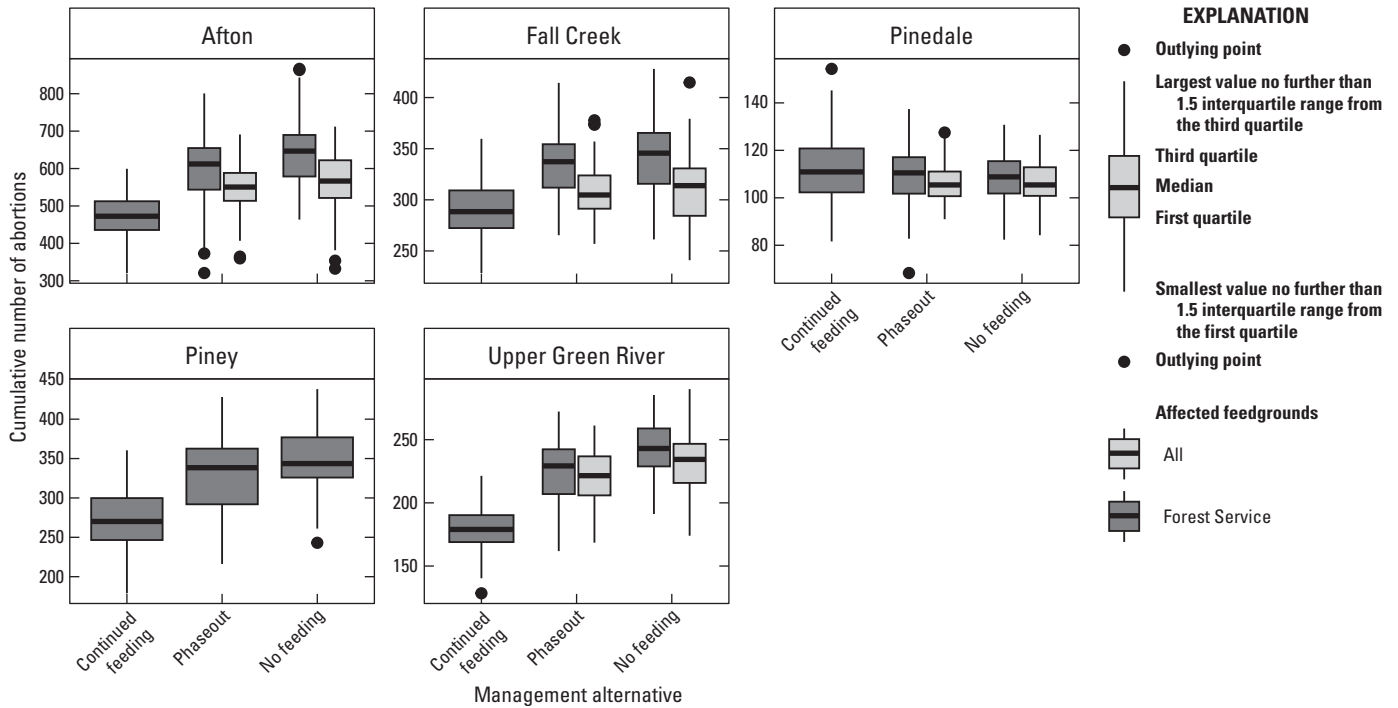 Afton
Fall Creek
Pinedale
Cumulative number of abortions
800
700
600
500
400
300
400
350
300
250
140
120
100
80
Continued
feeding
Phaseout
No feeding
Piney
Upper Green River
450
400
350
300
250
200
250
200
150
Continued
feeding
Phaseout
No feeding
Continued
feeding
Phaseout
No feeding
Management alternative
EXPLANATION
Outlying point
Largest value no further than
1.5 interquartile range from
the third quartile
Third quartile
Median
First quartile
Smallest value no further than
1.5 interquartile range from
the first quartile
Outlying point
Affected feedgrounds
All
Forest Service